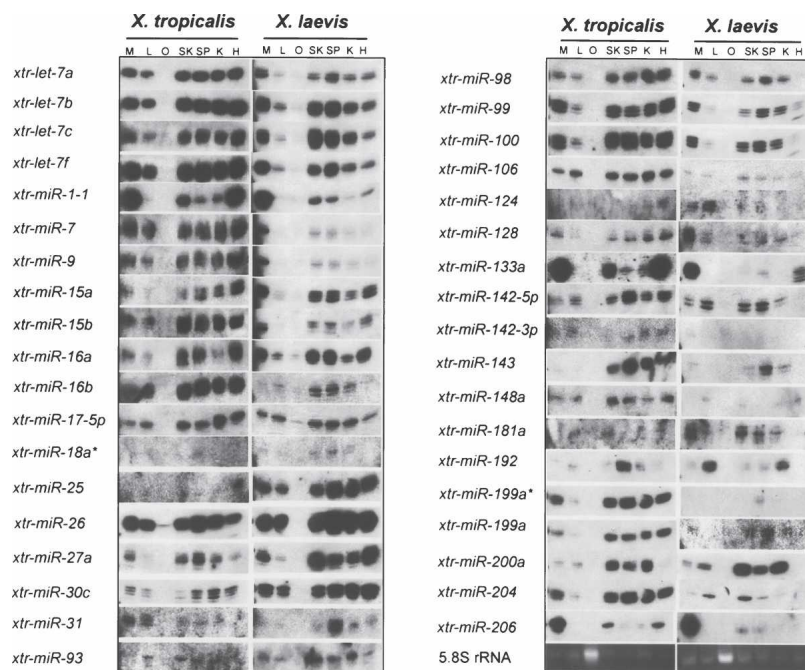 X. tropicalis X. laevis
M L O SK SP K H M L O SK SP K H
xtr-let-7a
xtr-let-7b
xtr-let-7c
xtr-let-7f
xtr-miR-1-1
xtr-miR-7
xtr-miR-9
xtr-miR-15a
xtr-miR-15b
xtr-miR-16a
xtr-miR-16b
xtr-miR-17-5p
xtr-miR-18a*
xtr-miR-25
xtr-miR-26
xtr-miR-27a
xtr-miR-30c
xtr-miR-31
xtr-miR-93
X. tropicalis X. laevis
M L O SK SP K H M L O SK SP K H
xtr-miR-98
xtr-miR-99
xtr-miR-100
xtr-miR-106
xtr-miR-124
xtr-miR-128
xtr-miR-133a
xtr-miR-142-5p
xtr-miR-142-3p
xtr-miR-143
xtr-miR-148a
xtr-miR-181a
xtr-miR-192
xtr-miR-199a*
xtr-miR-199a
xtr-miR-200a
xtr-miR-204
xtr-miR-206
5.8S rRNA